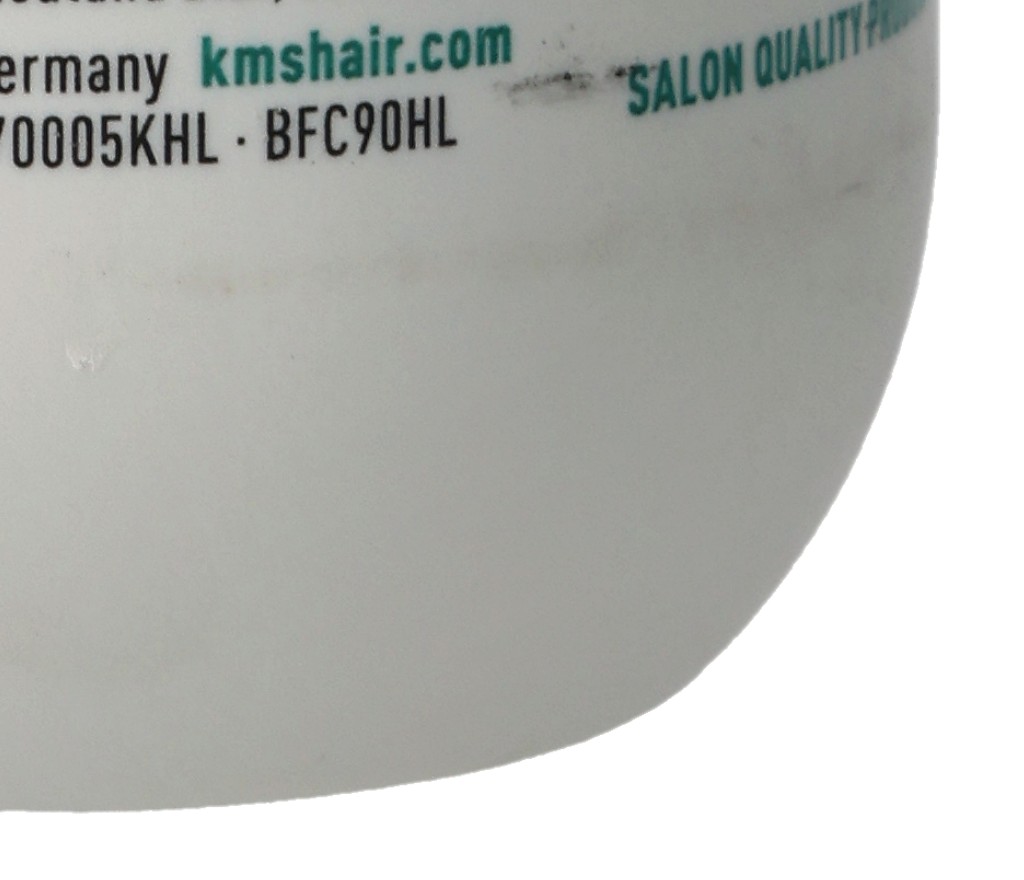 ermany kmshair.com
70005KHL · BFC90HL
SALON QUALITY